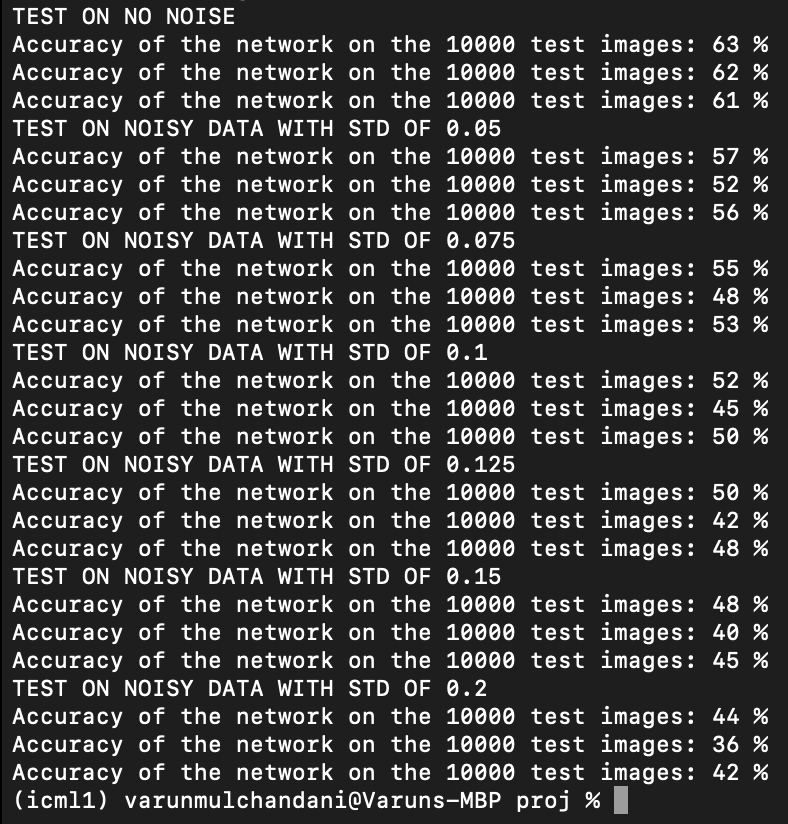 TEST ON NO NOISE
Accuracy of the network on the 10000 test images: 63 %
Accuracy of the network on the 10000 test images: 62 %
Accuracy of the network on the 10000 test images: 61 %
TEST ON NOISY DATA WITH STD OF 0.05
Accuracy of the network on the 10000 test images: 57 %
Accuracy of the network on the 10000 test images: 52 %
Accuracy of the network on the 10000 test images: 56 %
TEST ON NOISY DATA WITH STD OF 0.075
Accuracy of the network on the 10000 test images: 55 %
Accuracy of the network on the 10000 test images: 48 %
Accuracy of the network on the 10000 test images: 53 %
TEST ON NOISY DATA WITH STD OF 0.1
Accuracy of the network on the 10000 test images: 52 %
Accuracy of the network on the 10000 test images: 45 %
Accuracy of the network on the 10000 test images: 50 %
TEST ON NOISY DATA WITH STD OF 0.125
Accuracy of the network on the 10000 test images: 50 %
Accuracy of the network on the 10000 test images: 42 %
Accuracy of the network on the 10000 test images: 48 %
TEST ON NOISY DATA WITH STD OF 0.15
Accuracy of the network on the 10000 test images: 48 %
Accuracy of the network on the 10000 test images: 40 %
Accuracy of the network on the 10000 test images: 45 %
TEST ON NOISY DATA WITH STD OF 0.2
Accuracy of the network on the 10000 test images: 44 %
Accuracy of the network on the 10000 test images: 36 %
Accuracy of the network on the 10000 test images: 42 %
(icml1) varunmulchandani@Varuns-MBP proj %